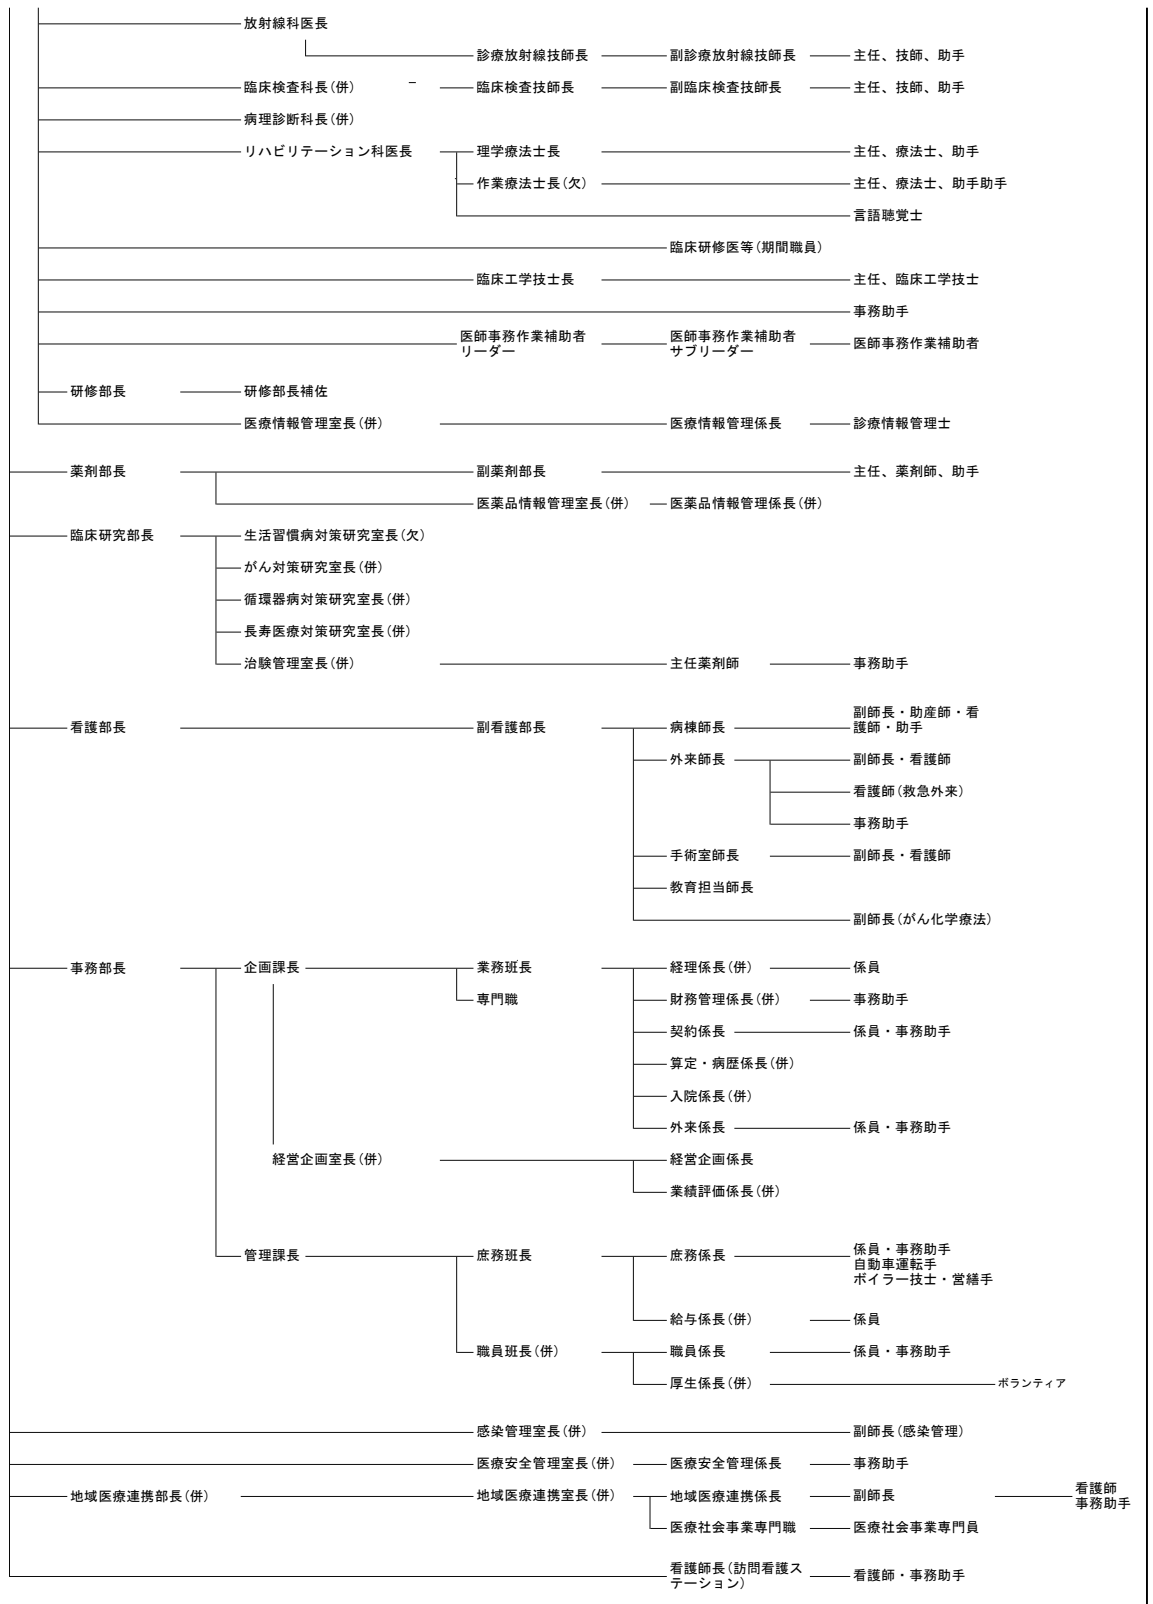 放射線科医長
診療放射線技師長 副診療放射線技師長 主任、技師、助手
臨床検査科長(併) 臨床検査技師長 副臨床検査技師長 主任、技師、助手
病理診断科長(併)
リハビリテーション科医長 理学療法士長 主任、療法士、助手
作業療法士長(欠) 主任、療法士、助手助手
言語聴覚士
臨床研修医等(期間職員)
臨床工学技士長 主任、臨床工学技士
事務助手
医師事務作業補助者 医師事務作業補助者 医師事務作業補助者
リーダー サブリーダー
研修部長 研修部長補佐
医療情報管理室長(併) 医療情報管理係長 診療情報管理士
薬剤部長 副薬剤部長 主任、薬剤師、助手
医薬品情報管理室長(併) 医薬品情報管理係長(併)
臨床研究部長 生活習慣病対策研究室長(欠)
がん対策研究室長(併)
循環器病対策研究室長(併)
長寿医療対策研究室長(併)
治験管理室長(併) 主任薬剤師 事務助手
看護部長 副看護部長 病棟師長 副師長・助産師・看
護師・助手
外来師長 副師長・看護師
看護師(救急外来)
事務助手
手術室師長 副師長・看護師
教育担当師長
副師長(がん化学療法)
事務部長 企画課長 業務班長 経理係長(併) 係員
専門職 財務管理係長(併) 事務助手
契約係長 係員・事務助手
算定・病歴係長(併)
入院係長(併)
外来係長 係員・事務助手
経営企画室長(併) 経営企画係長
業績評価係長(併)
管理課長 庶務班長 庶務係長 係員・事務助手
自動車運転手
ボイラー技士・営繕手
給与係長(併) 係員
職員班長(併) 職員係長 係員・事務助手
厚生係長(併) ボランティア
感染管理室長(併) 副師長(感染管理)
医療安全管理室長(併) 医療安全管理係長 事務助手
地域医療連携部長(併) 地域医療連携室長(併) 地域医療連携係長 副師長 看護師
事務助手
医療社会事業専門職 医療社会事業専門員
看護師長(訪問看護ス 看護師・事務助手
テーション)